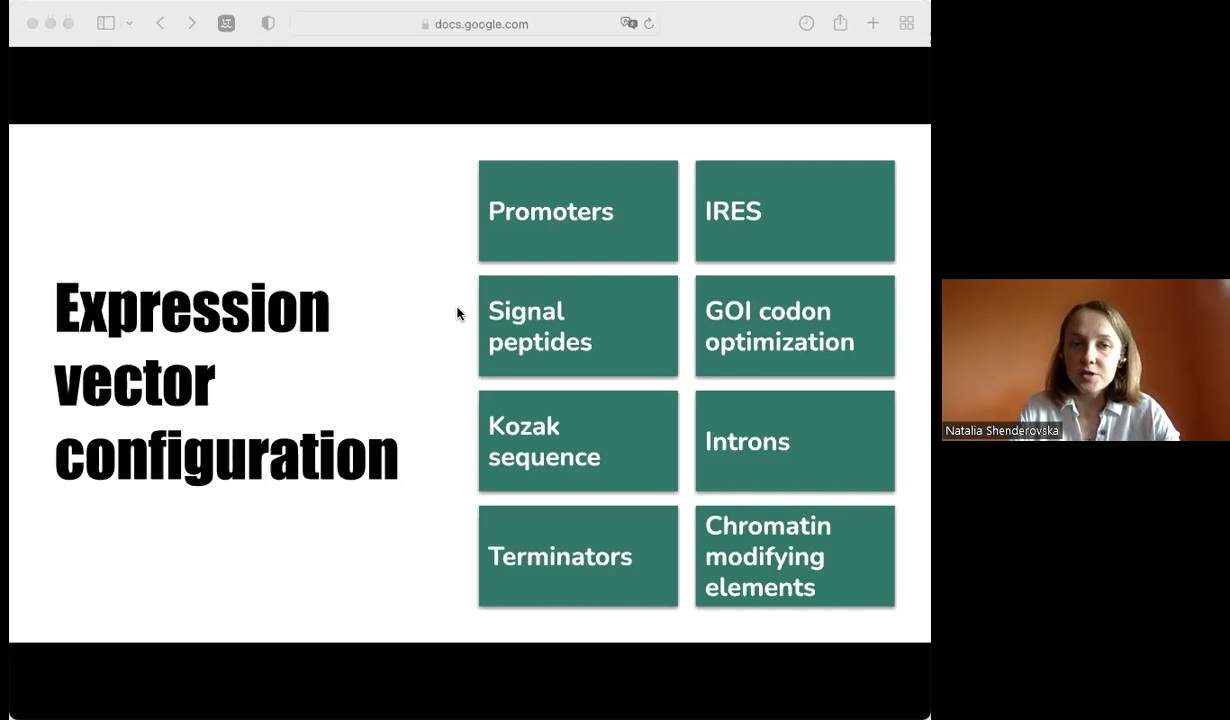 docs.google.com
Expression
vector
configuration
Promoters
IRES
Signal
peptides
GOI codon
optimization
Kozak
sequence
Introns
Terminators
Chromatin
modifying
elements
Natalia Shenderovska